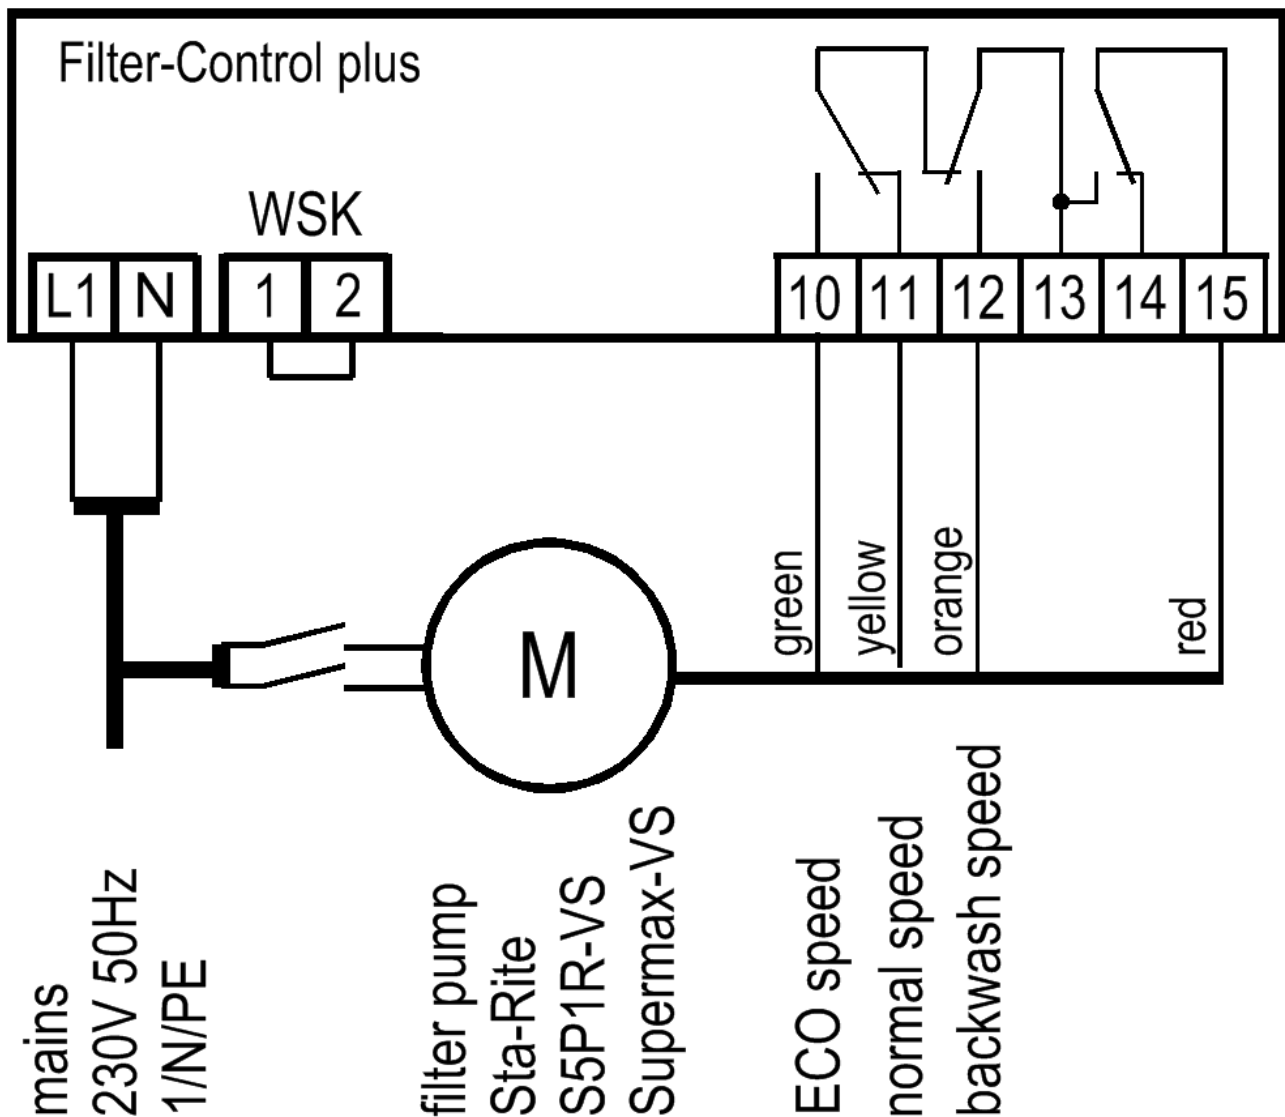 Filter-Control plus
WSK
L1 N 1 2 10 11 12 13 14 15
green
yellow
orange
red
M
mains
230V 50Hz
1/N/PE
filter pump
Sta-Rite
S5P1R-VS
Supermax-VS
ECO speed
normal speed
backwash speed